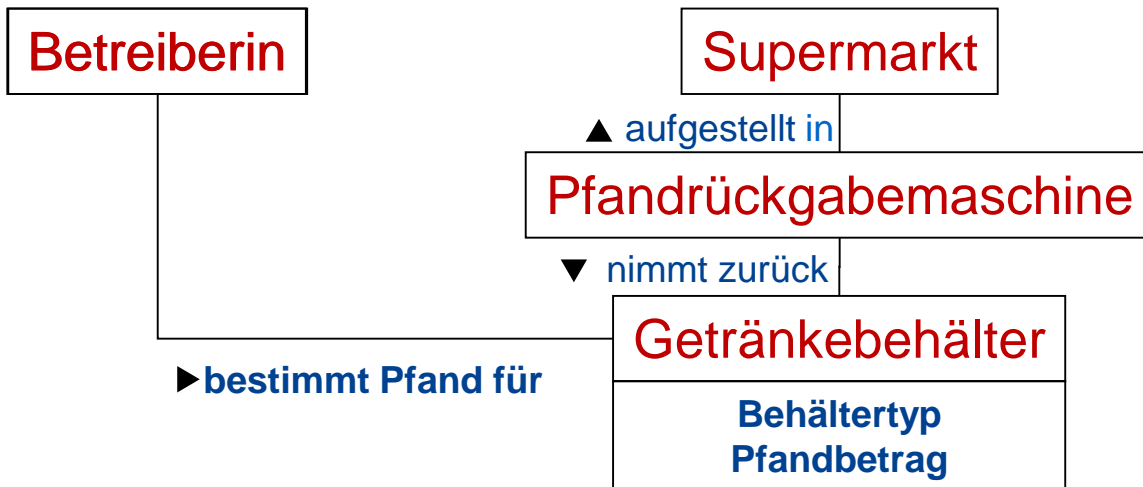 Betreiberin
Supermarkt
▲ aufgestellt in
Pfandrückgabemaschine
▼ nimmt zurück
Getränkebehälter
▶bestimmt Pfand für
Behältertyp
Pfandbetrag